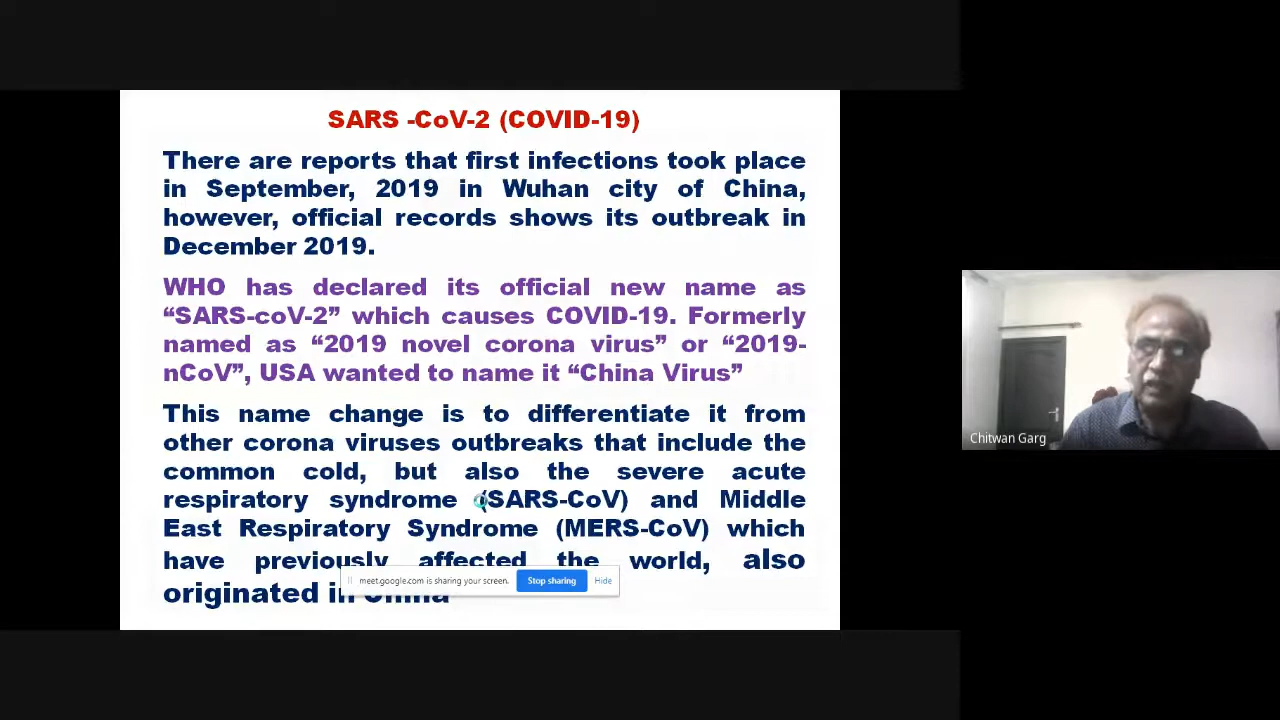 SARS -CoV-2 (COVID-19)
There are reports that first infections took place
in September, 2019 in Wuhan city of China,
however, official records shows its outbreak in
December 2019.
WHO has declared its official new name as
“SARS-coV-2” which causes COVID-19. Formerly
named as “2019 novel corona virus” or “2019-
nCoV”, USA wanted to name it “China Virus”
This name change is to differentiate it from
other corona viruses outbreaks that include the
common cold, but also the severe acute
respiratory syndrome (SARS-CoV) and Middle
East Respiratory Syndrome (MERS-CoV) which
have previously affected the world, also
originated in China
meet.google.com is sharing your screen. Stop sharing Hide
Chitwan Garg